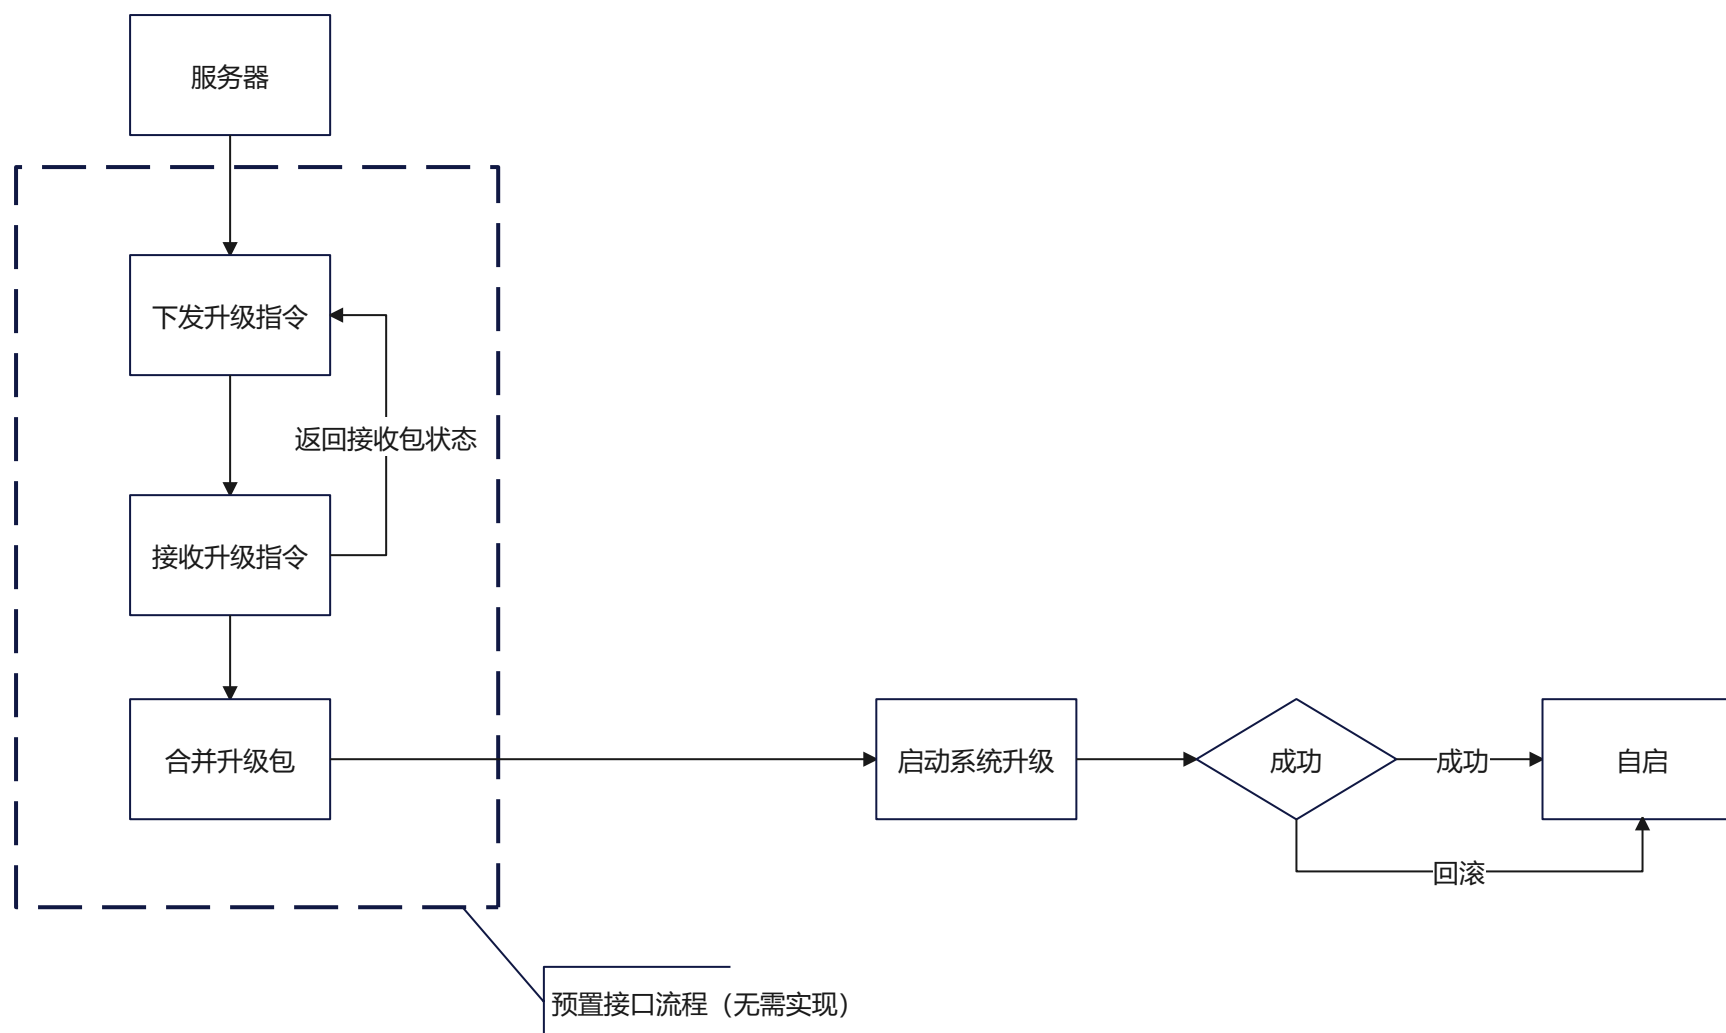 服务器
下发升级指令
返回接收包状态
接收升级指令
合并升级包
启动系统升级
成功
成功
自启
回滚
预置接口流程（无需实现）